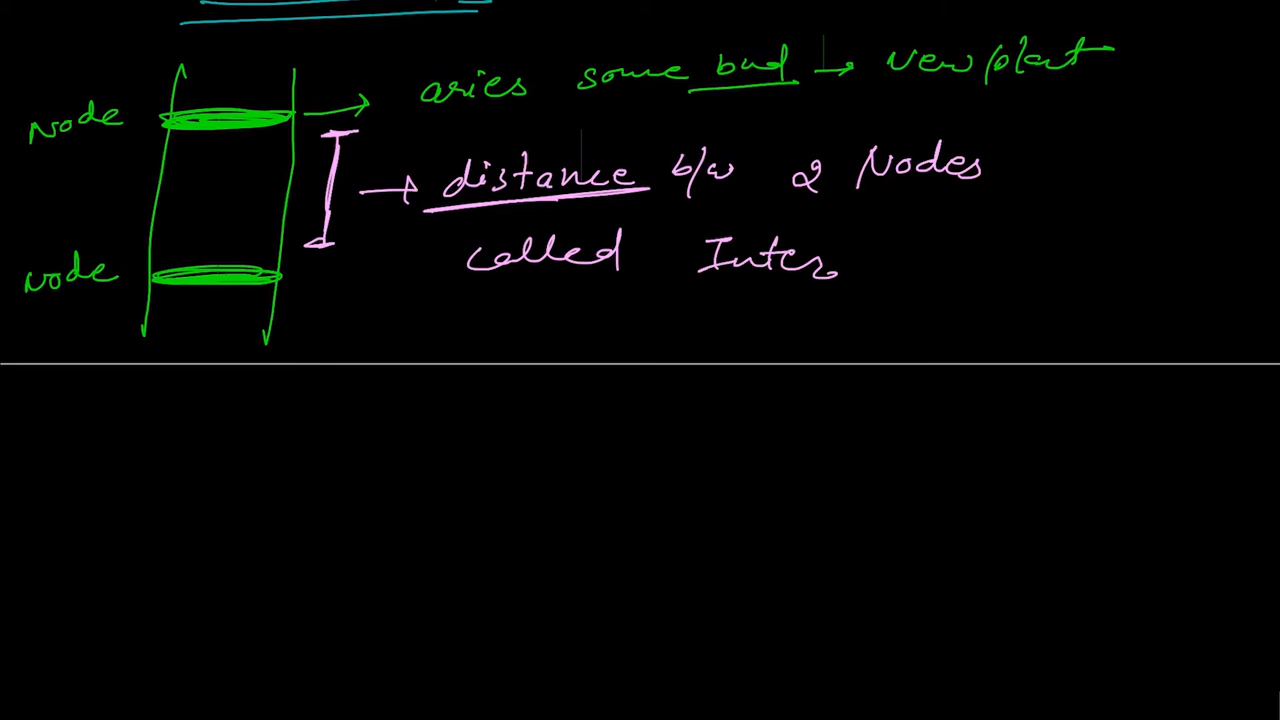 Node → aries some bud → New plant
→ distance b/w 2 Nodes
called Inter
Node